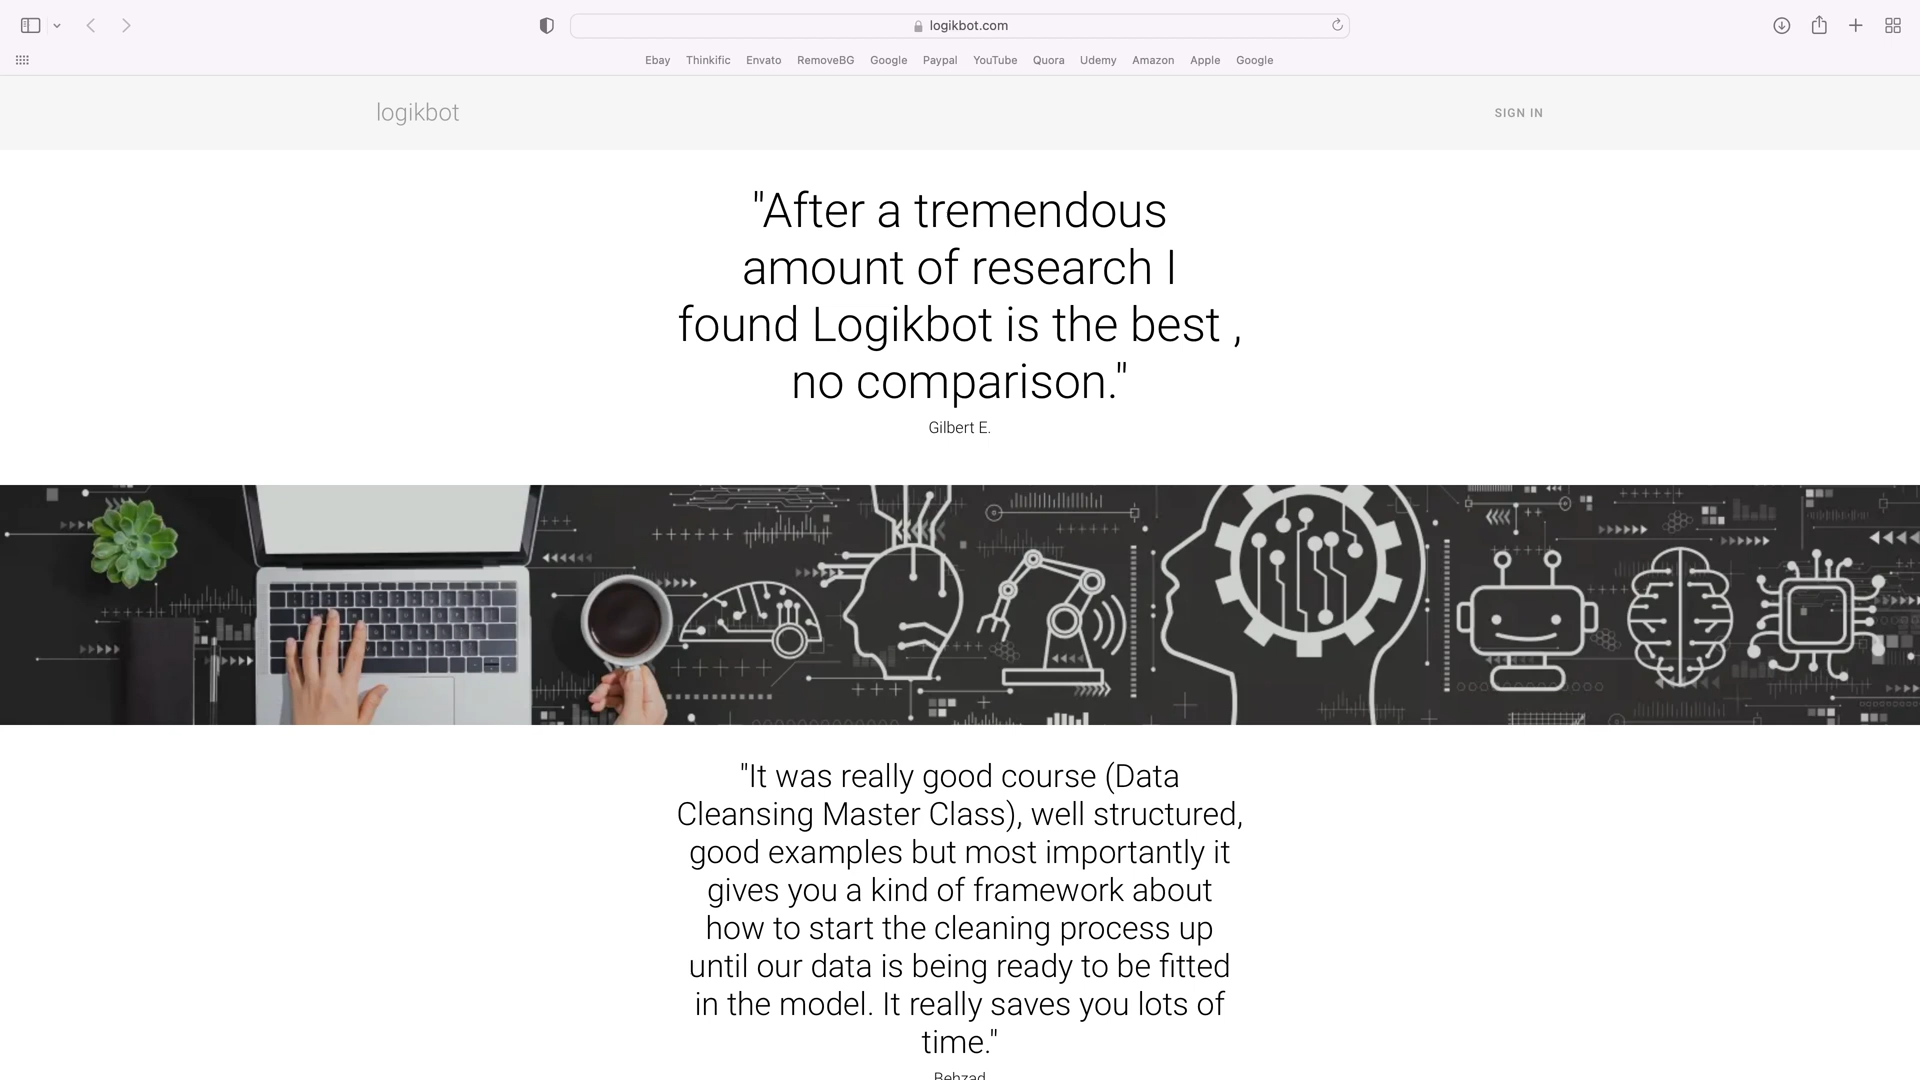 logikbot.com
Ebay Thinkific Envato RemoveBG Google Paypal YouTube Quora Udemy Amazon Apple Google
logikbot
SIGN IN
"After a tremendous
amount of research I
found Logikbot is the best ,
no comparison."
Gilbert E.
"It was really good course (Data
Cleansing Master Class), well structured,
good examples but most importantly it
gives you a kind of framework about
how to start the cleaning process up
until our data is being ready to be fitted
in the model. It really saves you lots of
time."
Behzad